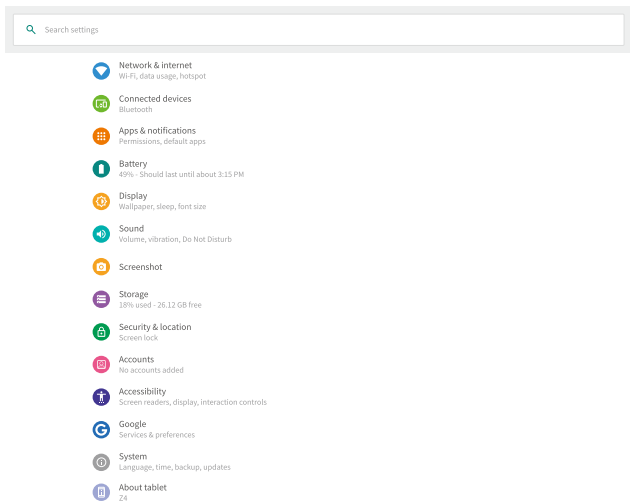 Search settings
Network & internet
Wi-Fi, data usage, hotspot
Connected devices
Bluetooth
Apps & notifications
Permissions, default apps
Battery
49% - Should last until about 3:15 PM
Display
Wallpaper, sleep, font size
Sound
Volume, vibration, Do Not Disturb
Screenshot
Storage
18% used - 26.12 GB free
Security & location
Screen lock
Accounts
No accounts added
Accessibility
Screen readers, display, interaction controls
Google
Services & preferences
System
Language, time, backup, updates
About tablet
Z4